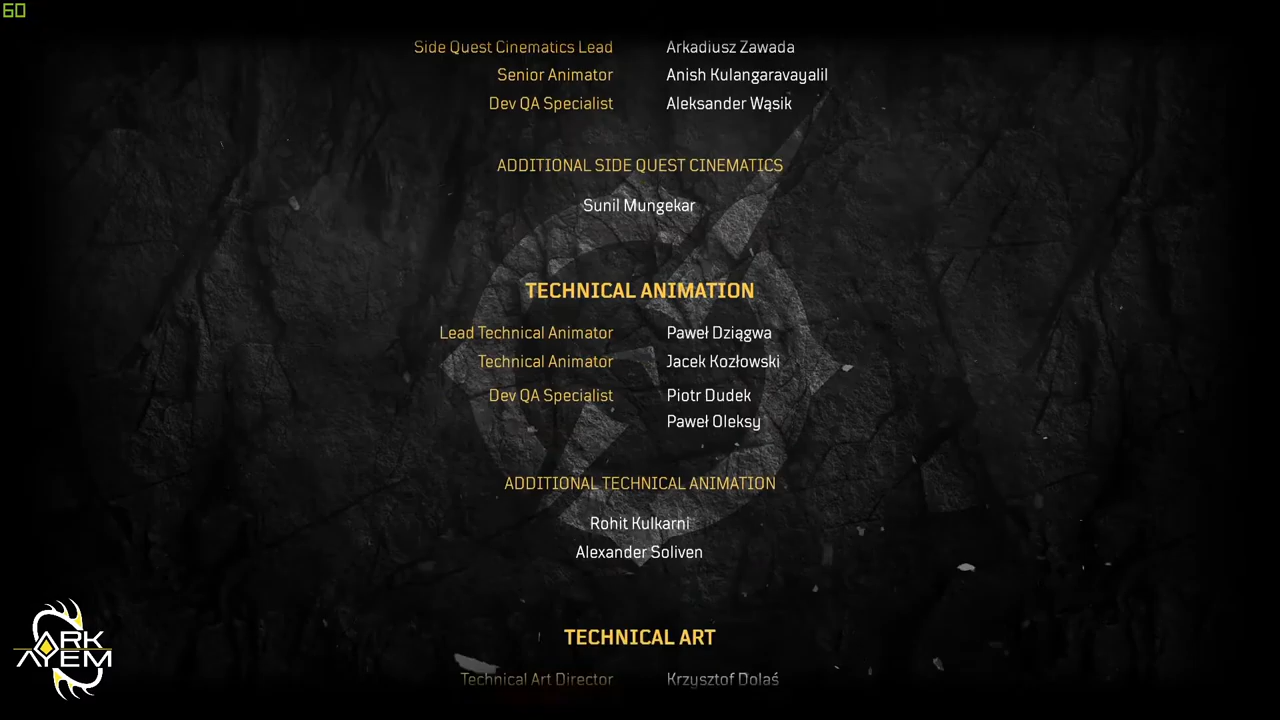 60
Side Quest Cinematics Lead Arkadiusz Zawada
Senior Animator Anish Kulangaravayalil
Dev QA Specialist Aleksander Wąsik
ADDITIONAL SIDE QUEST CINEMATICS
Sunil Mungekar
TECHNICAL ANIMATION
Lead Technical Animator Paweł Dziągwa
Technical Animator Jacek Kozłowski
Dev QA Specialist Piotr Dudek
Paweł Oleksy
ADDITIONAL TECHNICAL ANIMATION
Rohit Kulkarni
Alexander Soliven
TECHNICAL ART
Technical Art Director Krzysztof Dolaś
ARK
AYEM